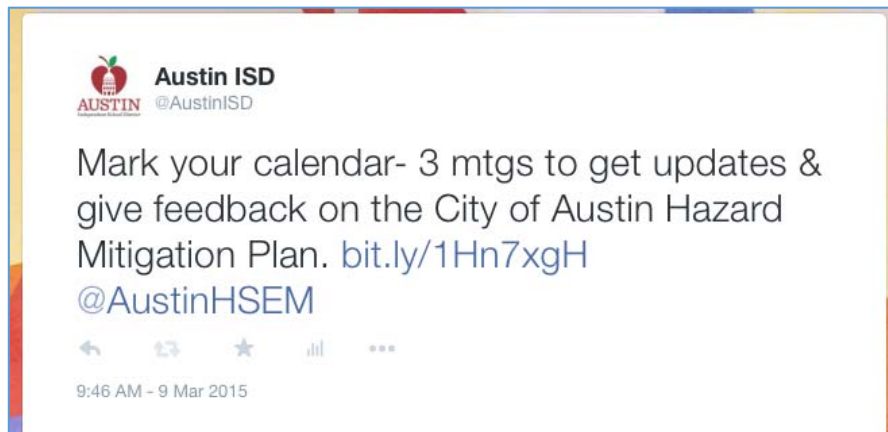 Austin ISD
AUSTIN
@AustinISD
Mark your calendar- 3 mtgs to get updates &
give feedback on the City of Austin Hazard
Mitigation Plan. bit.ly/1Hn7xgH
@AustinHSEM
9:46 AM - 9 Mar 2015